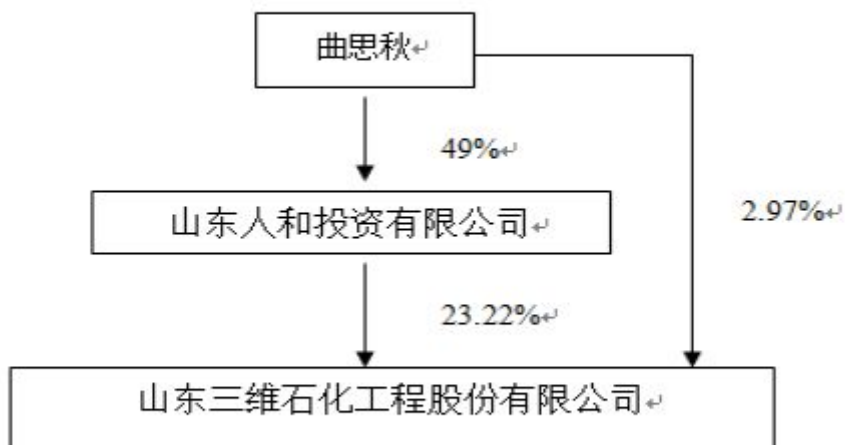 曲思秋
49%
山东人和投资有限公司
2.97%
23.22%
山东三维石化工程股份有限公司